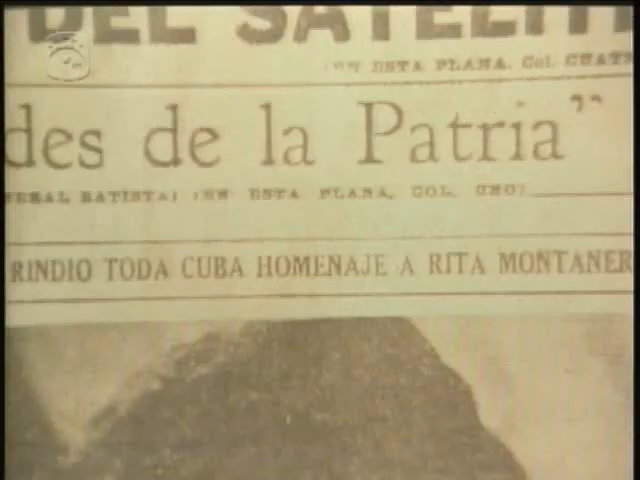 DEL SATELIT
(EN ESTA PLANA. Col. CUATR
des de la Patria"
NERAL BATISTA) (EN ESTA PLANA, COL. UNO)
RINDIO TODA CUBA HOMENAJE A RITA MONTANER